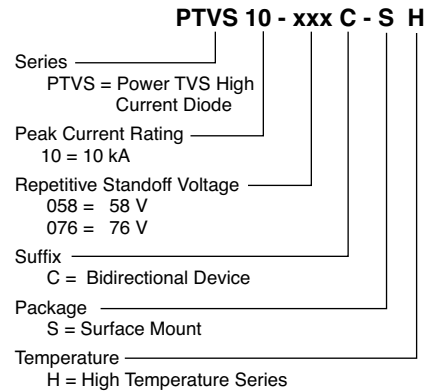 PTVS 10 - xxx C - S H
Series
PTVS = Power TVS High
Current Diode
Peak Current Rating
10 = 10 kA
Repetitive Standoff Voltage
058 = 58 V
076 = 76 V
Suffix
C = Bidirectional Device
Package
S = Surface Mount
Temperature
H = High Temperature Series